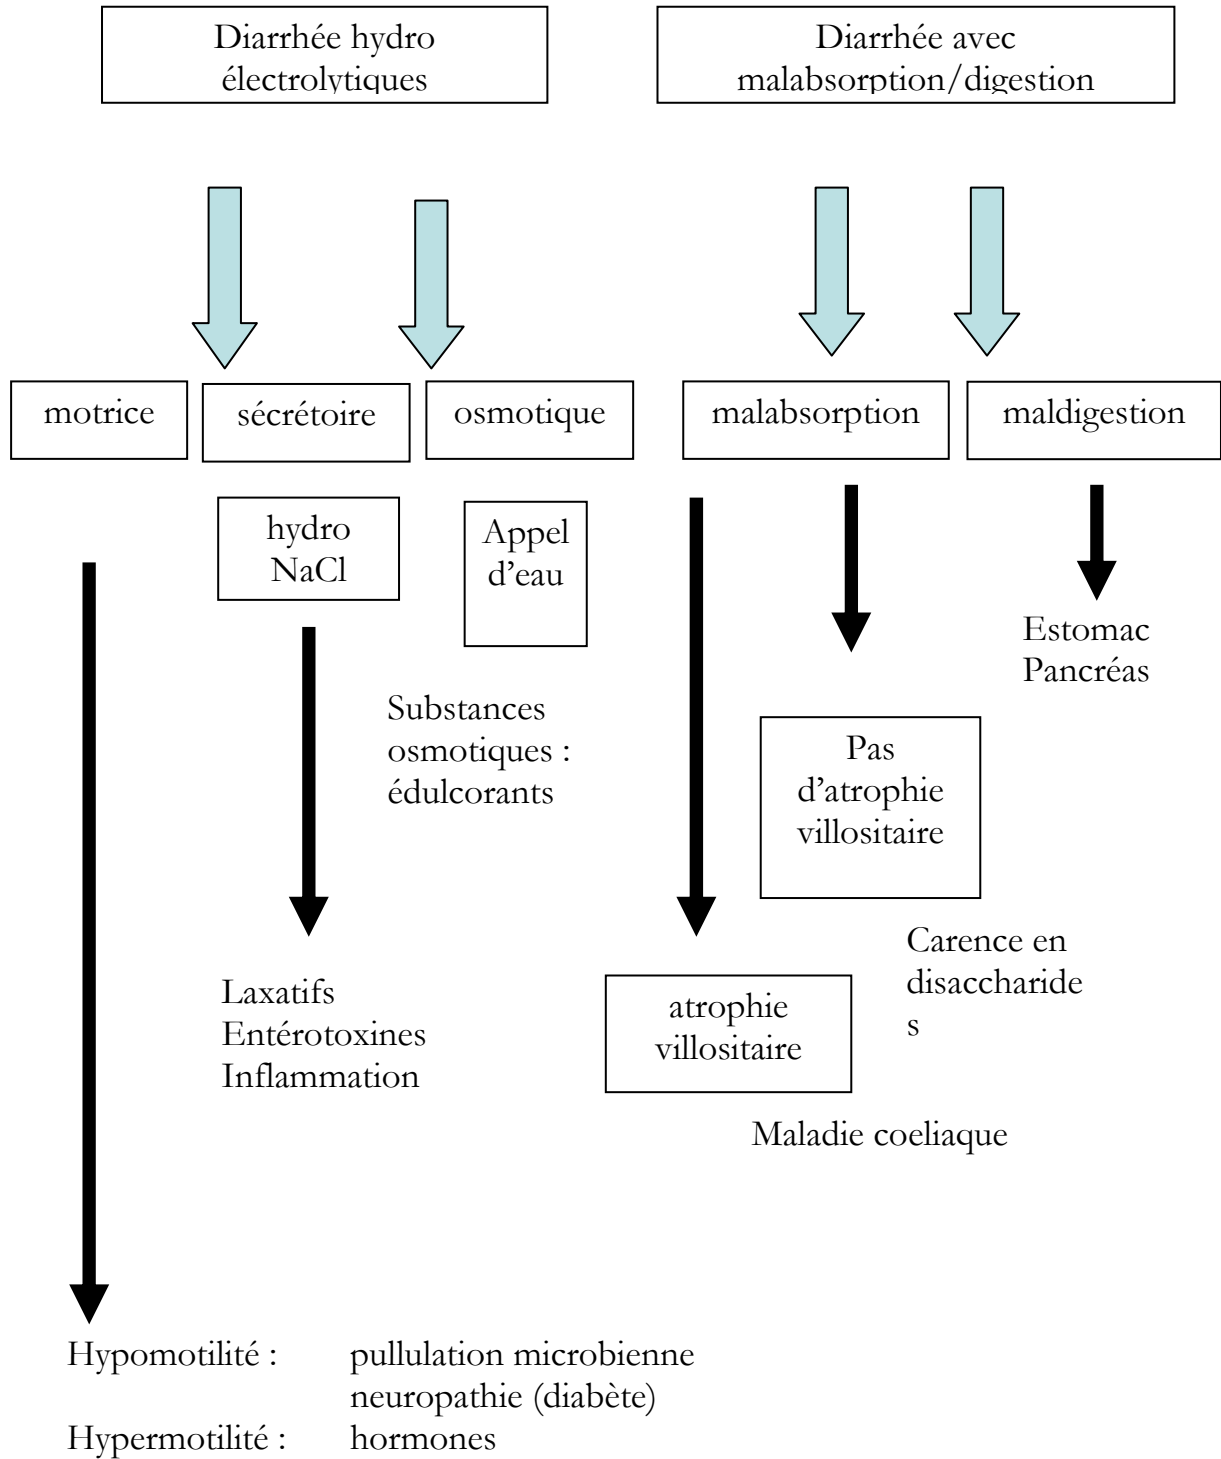 Diarrhée hydro
électrolytiques
Diarrhée avec
malabsorption/digestion
motrice
sécrétoire
osmotique
malabsorption
maldigestion
hydro
NaCl
Appel
d'eau
Estomac
Pancréas
Substances
osmotiques :
édulcorants
Pas
d'atrophie
villositaire
Carence en
disaccharide
s
Laxatifs
Entérotoxines
Inflammation
atrophie
villositaire
Maladie coeliaque
Hypomotilité : pullulation microbienne
neuropathie (diabète)
Hypermotilité : hormones